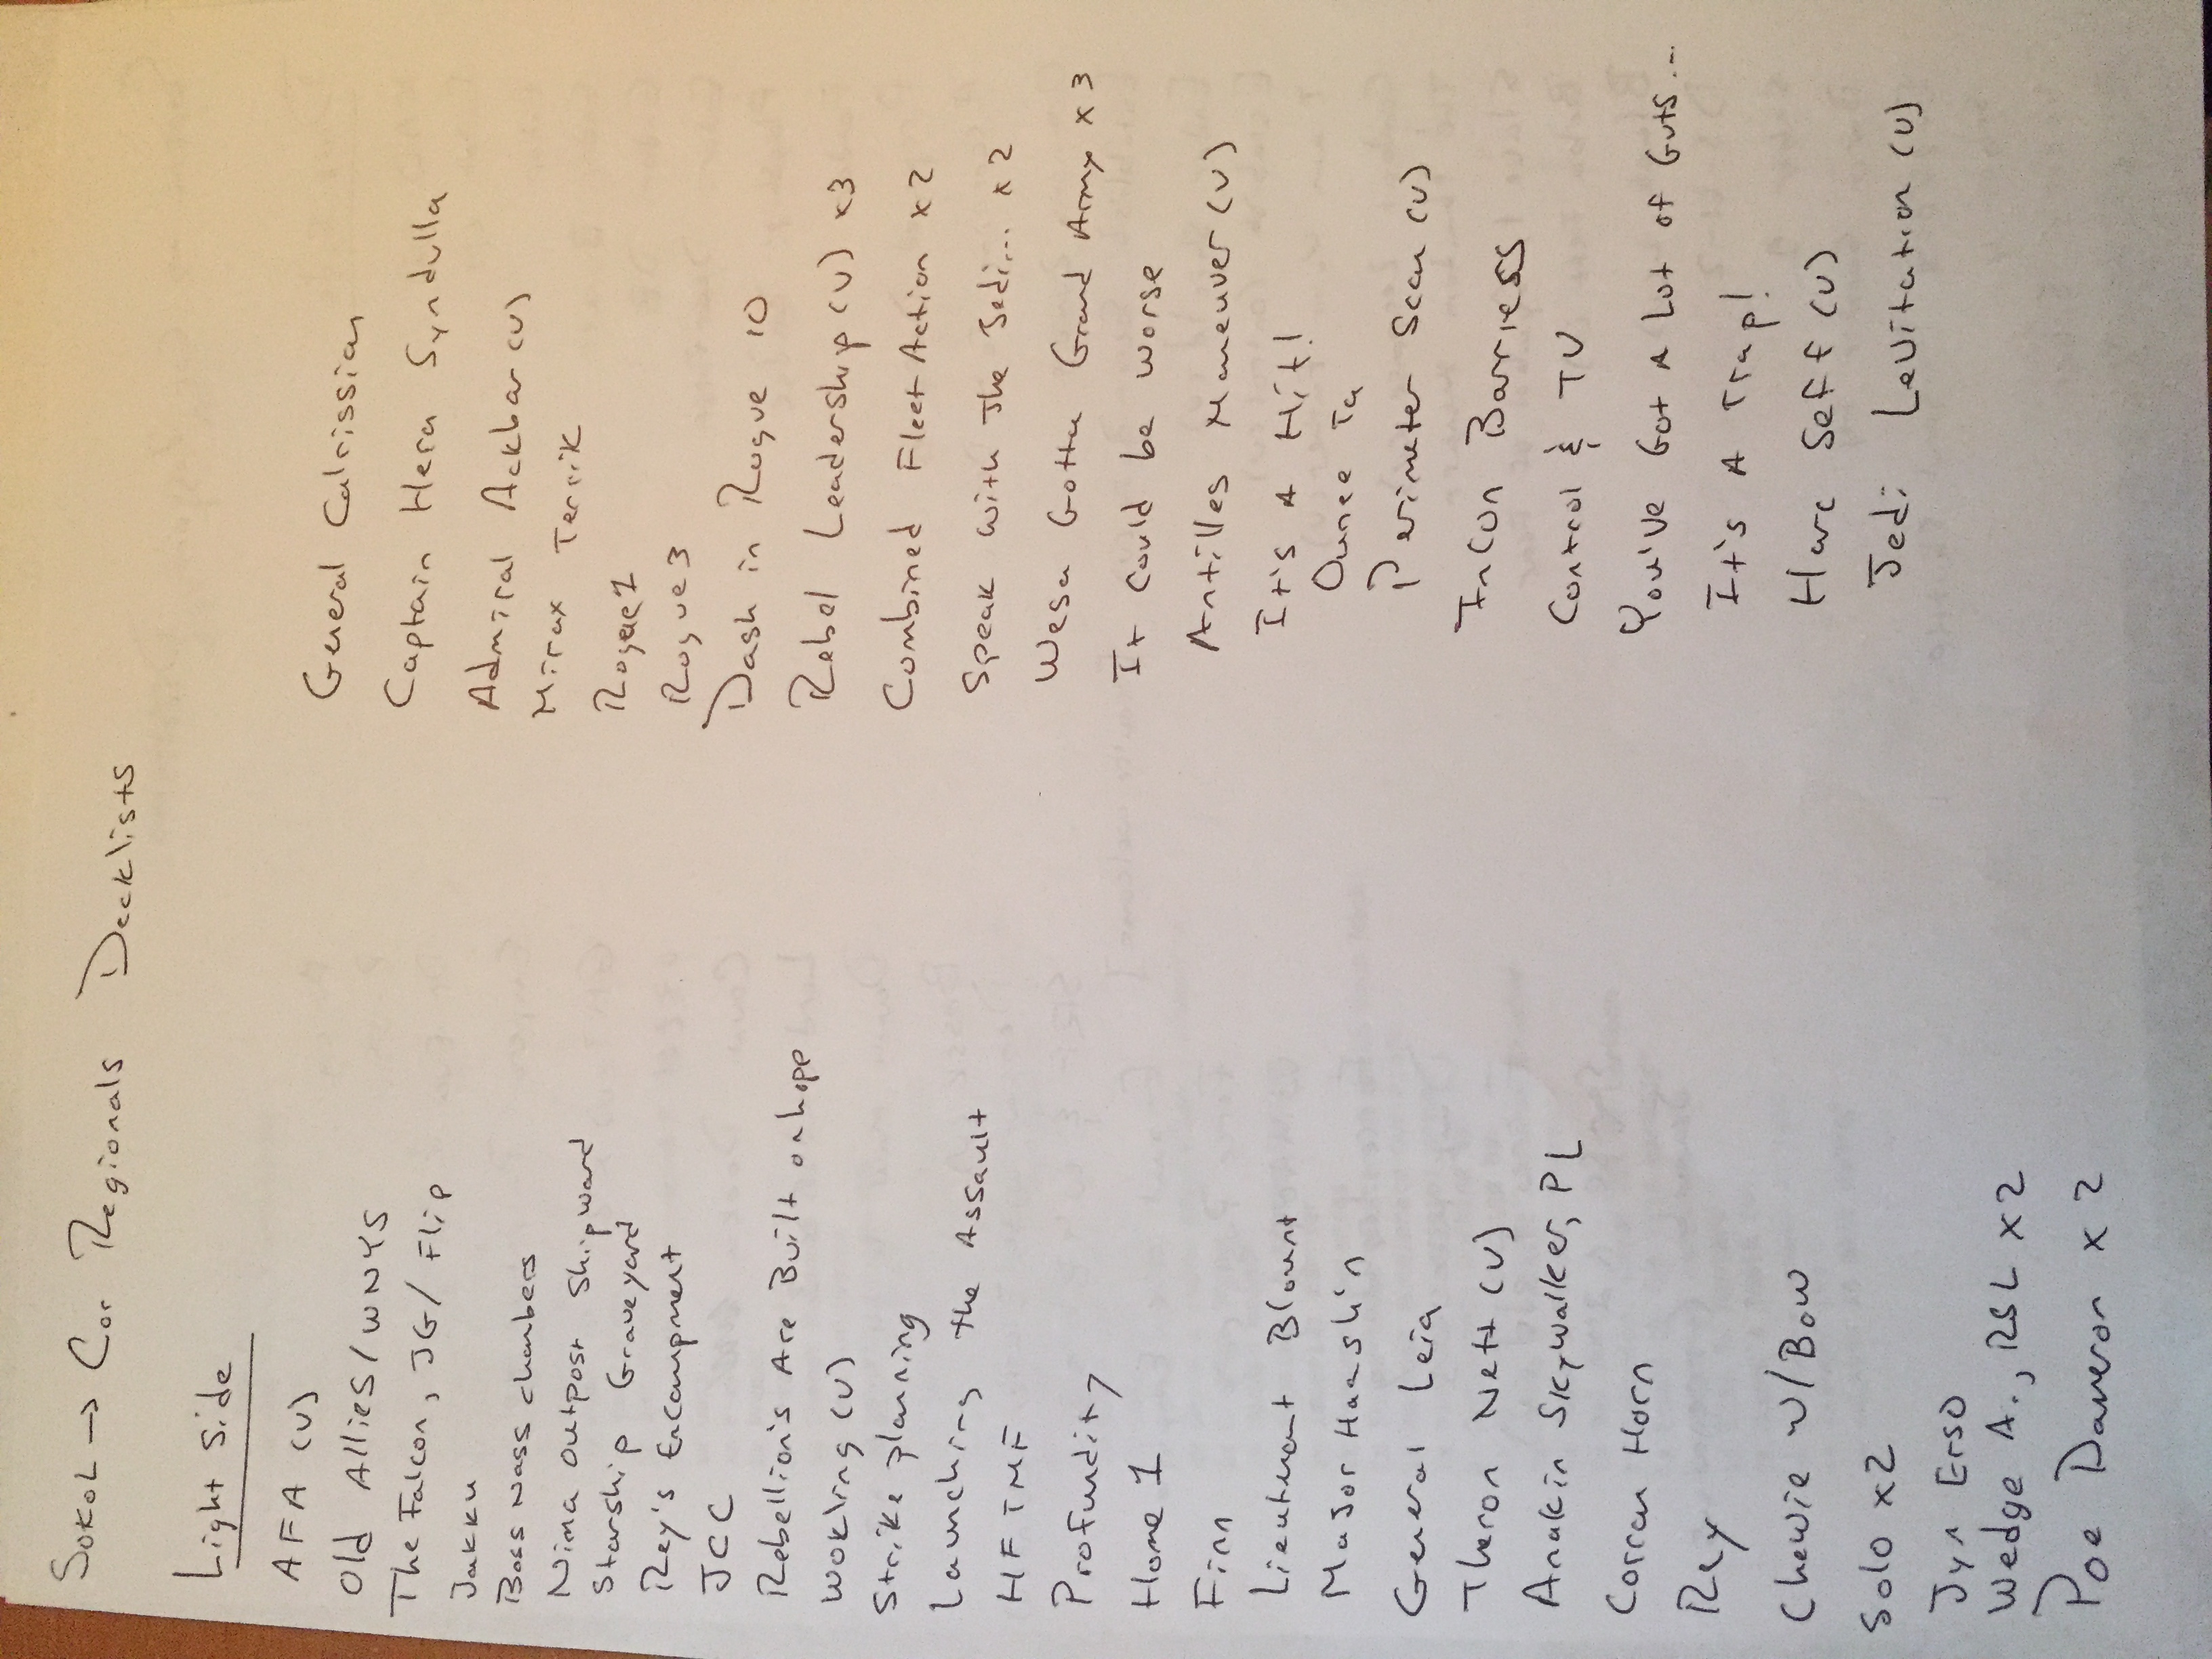 Sokol → Cor Regionals Decklists
Light Side
AFA (V)
Old Allies / WNYS
The Falcon, JG / Flip
Jakku
Boss Nass chambers
Nima outpost Shipward
Starship Graveyard
Rey's Encampment
JCC
Rebellion's Are Built on hope
Wokling (V)
Strike planning
Launching the Assault
HFTMF
Profundity
Home 1
Finn
Lieutenant Blount
Major Haash'n
General Leia
Theron Nett (V)
Anakin Skywalker, PL
Corran Horn
Rey
Chewie w/Bow
Solo x2
Jyn Erso
Wedge A., RSL x2
Poe Dameron x2
General Calrissian
Captain Hera Syndulla
Admiral Ackbar (V)
Mirax Terrik
Rogue 1
Rogue 3
Dash in Rogue 10
Rebel Leadership (V) x3
Combined Fleet Action x2
Speak with The Jedi... x2
Wesa Gotta Grand Army x3
It Could be worse
Antilles Maneuver (V)
It's A Hit!
Ounee Ta
Perimeter Scan (V)
InCon Barriess
Control & TV
You've Got A Lot of Guts...
It's A Trap!
Harc Seff (V)
Jedi Levitation (V)